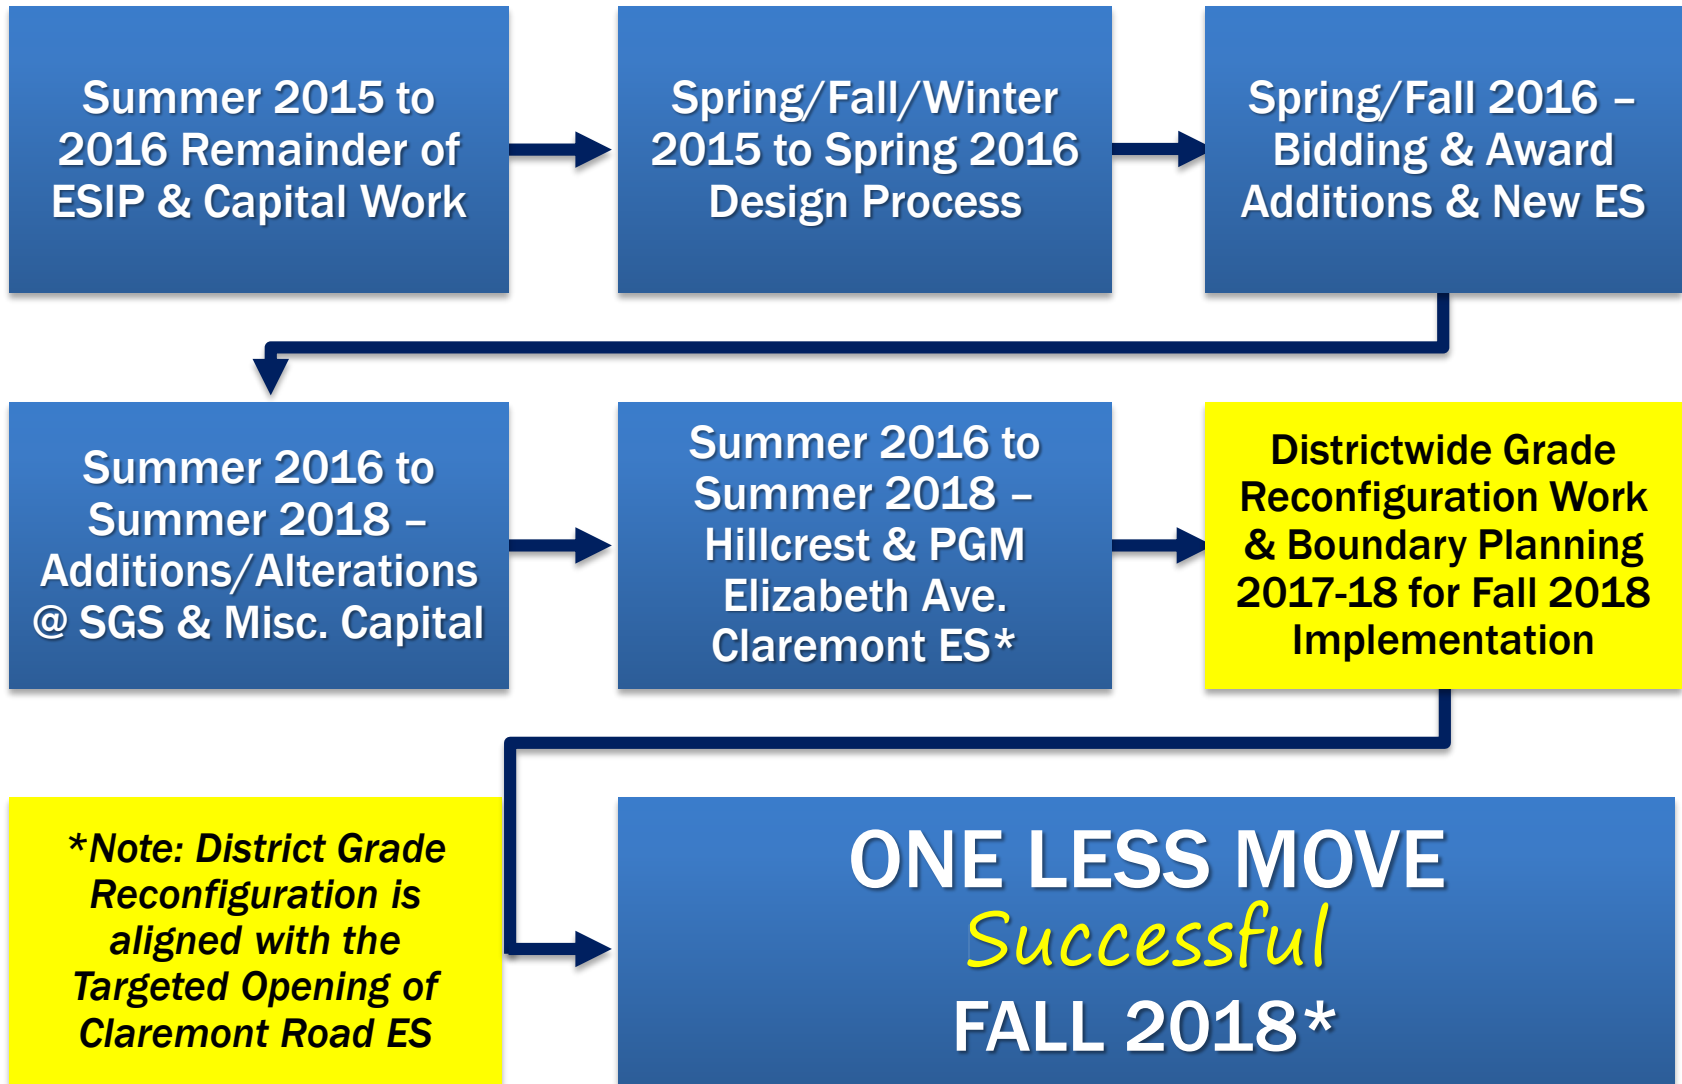 Summer 2015 to
2016 Remainder of
ESIP & Capital Work
Spring/Fall/Winter
2015 to Spring 2016
Design Process
Spring/Fall 2016 –
Bidding & Award
Additions & New ES
Summer 2016 to
Summer 2018 –
Additions/Alterations
@ SGS & Misc. Capital
Summer 2016 to
Summer 2018 –
Hillcrest & PGM
Elizabeth Ave.
Claremont ES*
Districtwide Grade
Reconfiguration Work
& Boundary Planning
2017-18 for Fall 2018
Implementation
*Note: District Grade
Reconfiguration is
aligned with the
Targeted Opening of
Claremont Road ES
ONE LESS MOVE
Successful
FALL 2018*